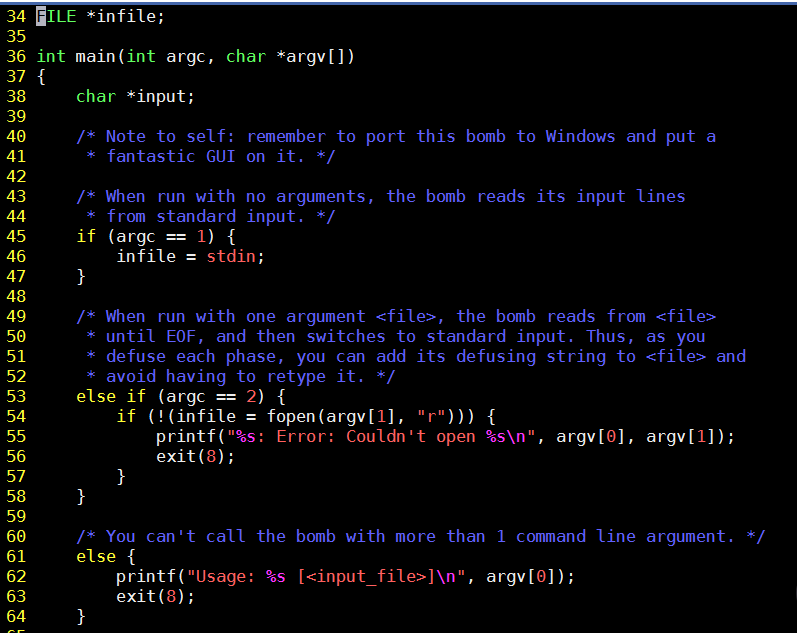 34 FILE *infile;
35
36 int main(int argc, char *argv[])
37 {
38     char *input;
39
40     /* Note to self: remember to port this bomb to Windows and put a
41      * fantastic GUI on it. */
42
43     /* When run with no arguments, the bomb reads its input lines
44      * from standard input. */
45     if (argc == 1) {
46         infile = stdin;
47     }
48
49     /* When run with one argument <file>, the bomb reads from <file>
50      * until EOF, and then switches to standard input. Thus, as you
51      * defuse each phase, you can add its defusing string to <file> and
52      * avoid having to retype it. */
53     else if (argc == 2) {
54         if (!(infile = fopen(argv[1], "r"))) {
55             printf("%s: Error: Couldn't open %s\n", argv[0], argv[1]);
56             exit(8);
57         }
58     }
59
60     /* You can't call the bomb with more than 1 command line argument. */
61     else {
62         printf("Usage: %s [<input_file>]\n", argv[0]);
63         exit(8);
64     }